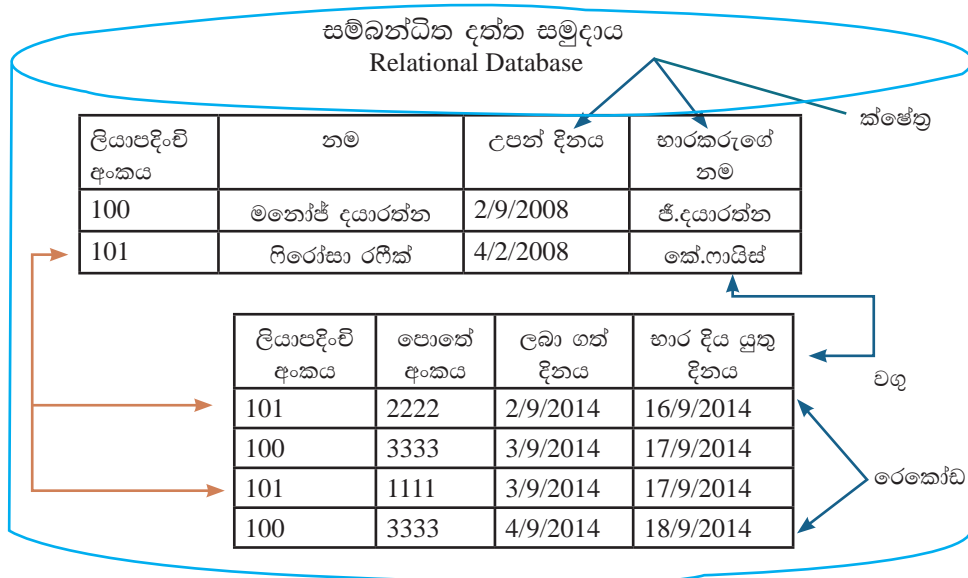 සම්බන්ධිත දත්ත සමුදාය
Relational Database
ක්ෂේත්‍ර
ලියාපදිංචි අංකය නම උපන් දිනය භාරකරුගේ නම
100 මනෝජ් දයාරත්න 2/9/2008 ජී.දයාරත්න
101 ෆිරෝසා රෆීක් 4/2/2008 කේ.ෆායිස්
ලියාපදිංචි අංකය පොතේ අංකය ලබා ගත් දිනය භාර දිය යුතු දිනය
වගු
101 2222 2/9/2014 16/9/2014
100 3333 3/9/2014 17/9/2014
101 1111 3/9/2014 17/9/2014
රෙකෝඩ
100 3333 4/9/2014 18/9/2014